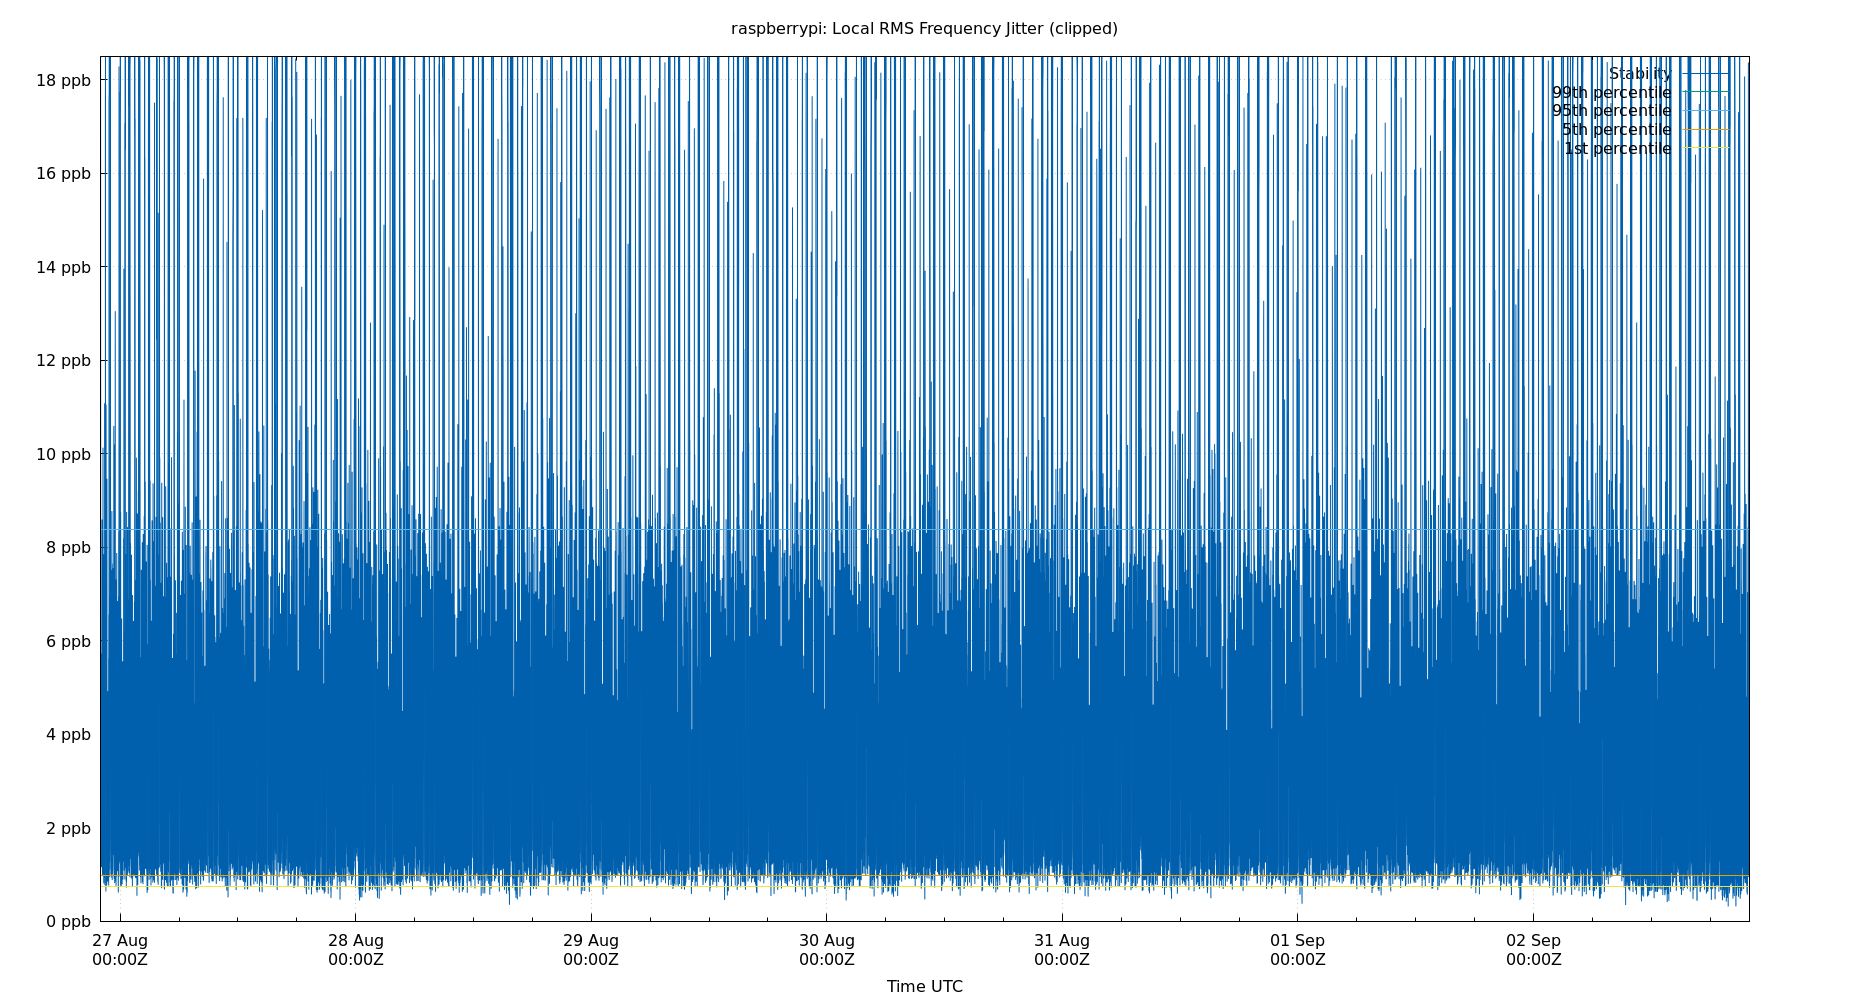 raspberrypi: Local RMS Frequency Jitter (clipped)
18 ppb
16 ppb
14 ppb
12 ppb
10 ppb
8 ppb
6 ppb
4 ppb
2 ppb
0 ppb
Stability
99th percentile
95th percentile
5th percentile
1st percentile
27 Aug 28 Aug 29 Aug 30 Aug 31 Aug 01 Sep 02 Sep
00:00Z 00:00Z 00:00Z 00:00Z 00:00Z 00:00Z 00:00Z
Time UTC